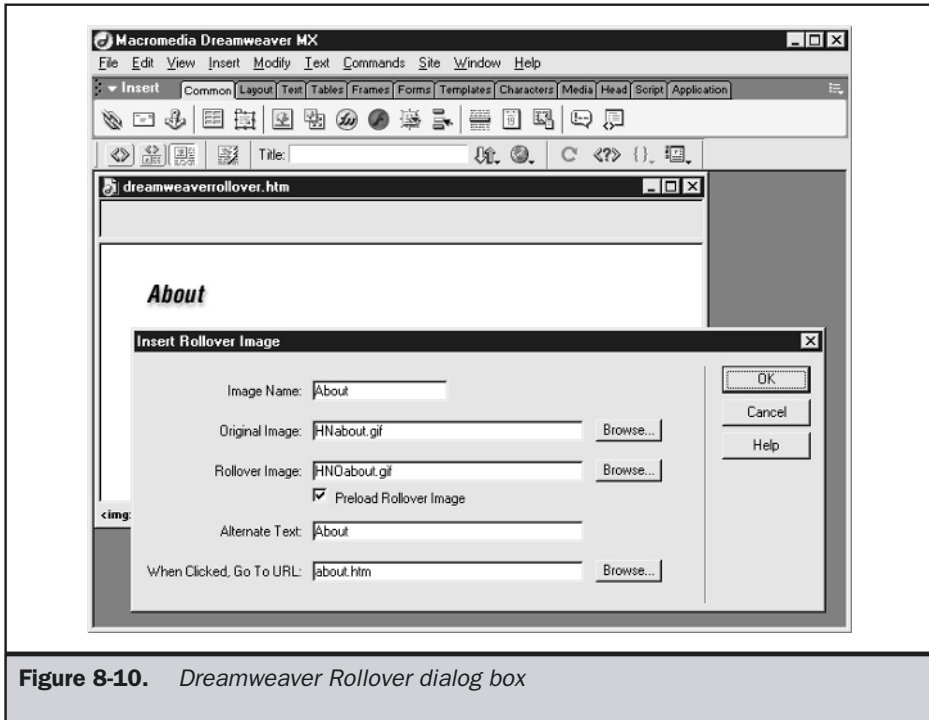 Macromedia Dreamweaver MX
File Edit View Insert Modify Text Commands Site Window Help
Insert Common Layout Text Tables Frames Forms Templates Characters Media Head Script Application
Title:
dreamweaverrollover.htm
About
Insert Rollover Image
Image Name: About
OK
Cancel
Original Image: HNabout.gif Browse...
Help
Rollover Image: HNOabout.gif Browse...
Preload Rollover Image
<img:
Alternate Text: About
When Clicked, Go To URL: about.htm Browse...
Figure 8-10. Dreamweaver Rollover dialog box